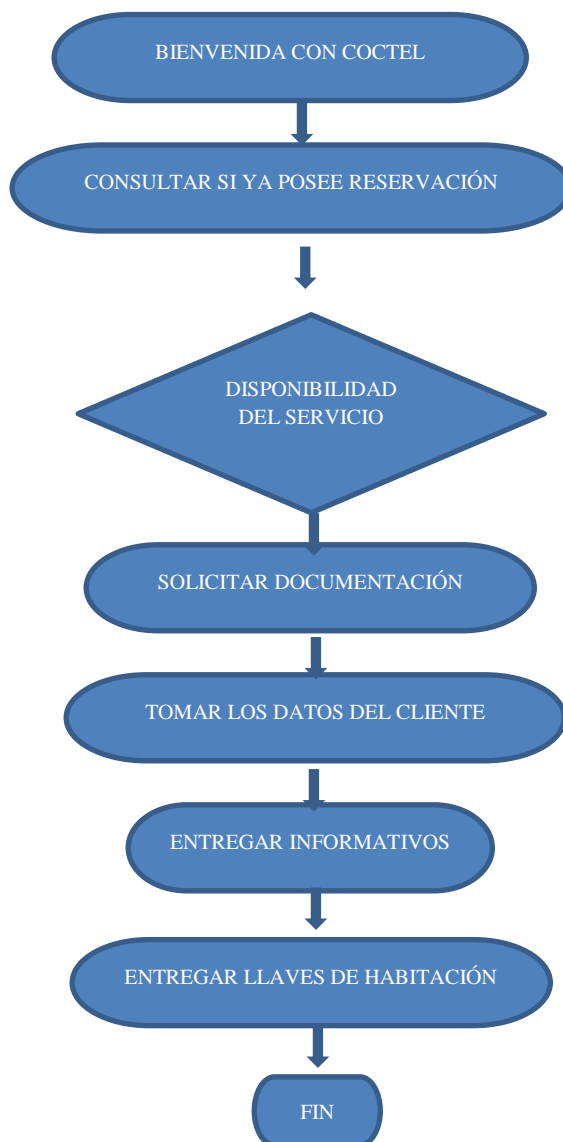 BIENVENIDA CON COCTEL
CONSULTAR SI YA POSEE RESERVACIÓN
DISPONIBILIDAD
DEL SERVICIO
SOLICITAR DOCUMENTACIÓN
TOMAR LOS DATOS DEL CLIENTE
ENTREGAR INFORMATIVOS
ENTREGAR LLAVES DE HABITACIÓN
FIN